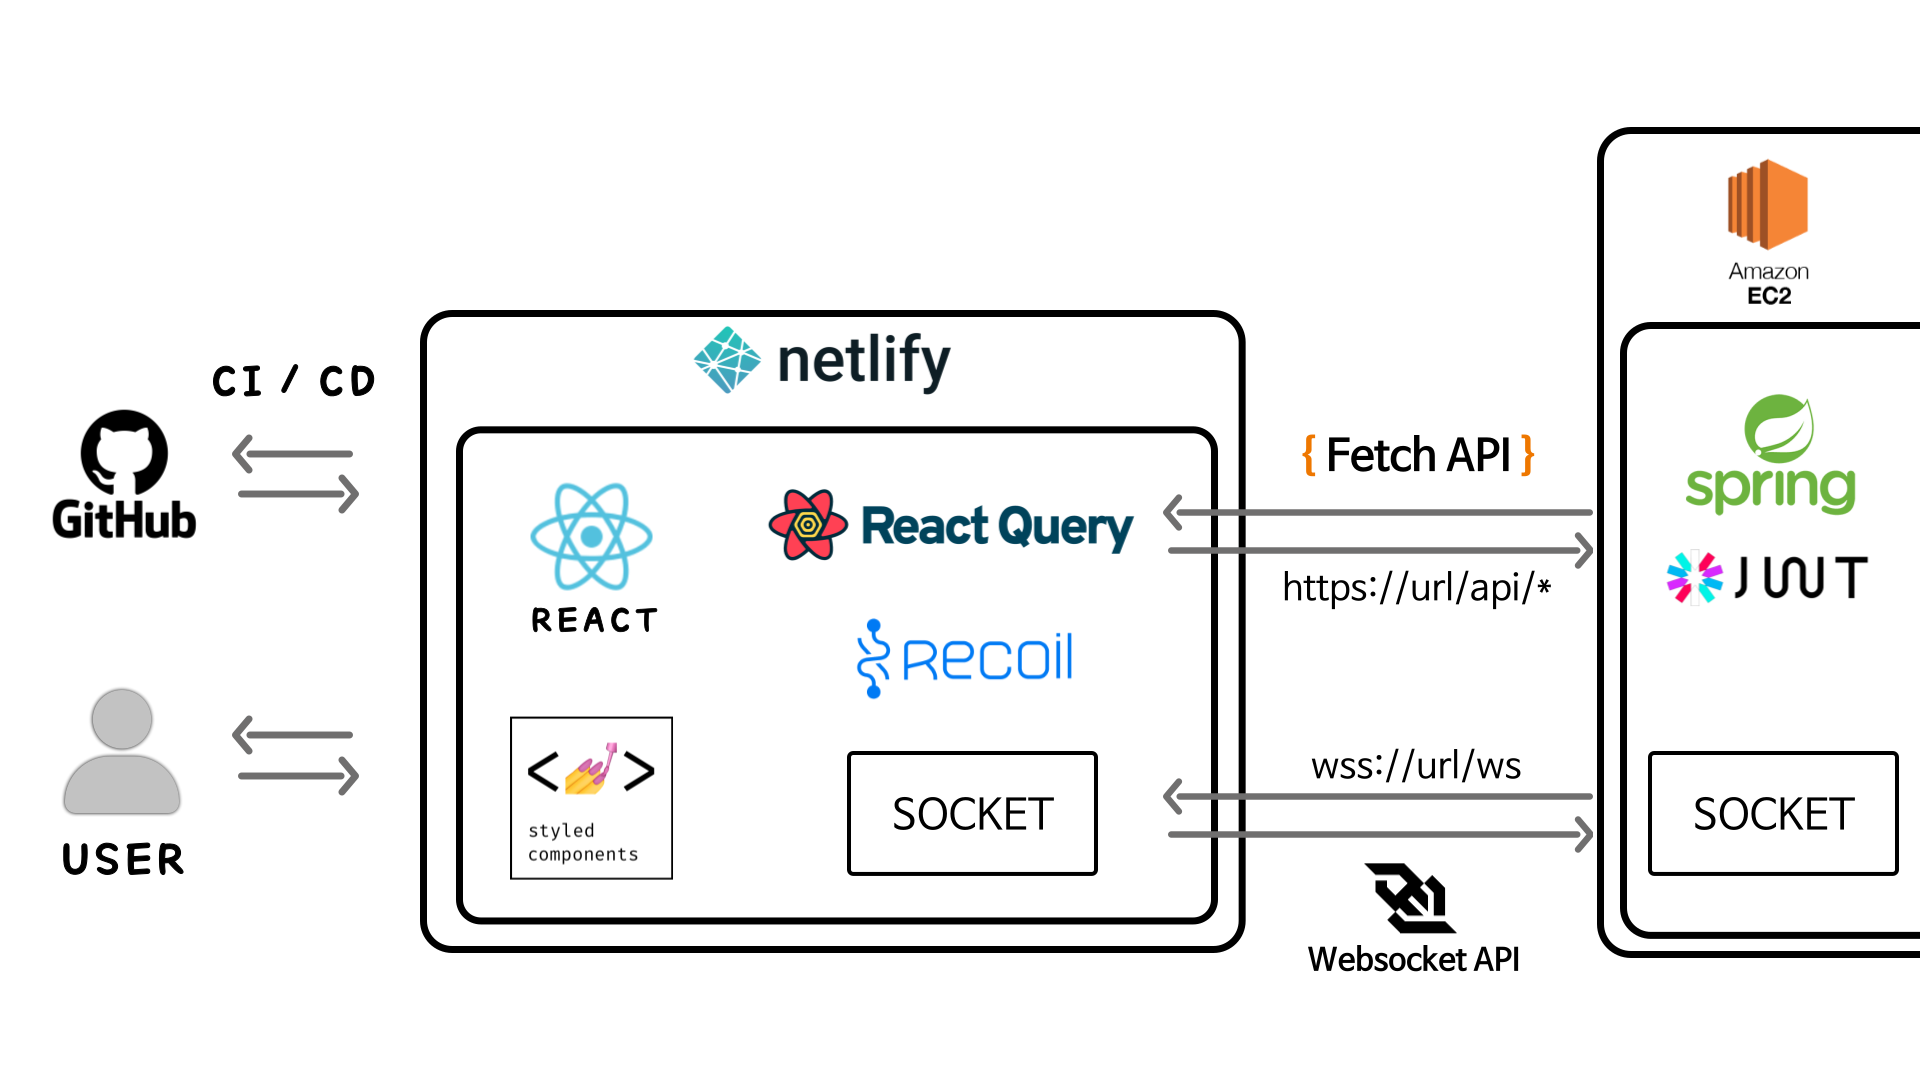 CI / CD
GitHub
USER
netlify
REACT
React Query
Recoil
styled
components
SOCKET
{ Fetch API }
https://url/api/*
wss://url/ws
Websocket API
Amazon
EC2
spring
JWT
SOCKET